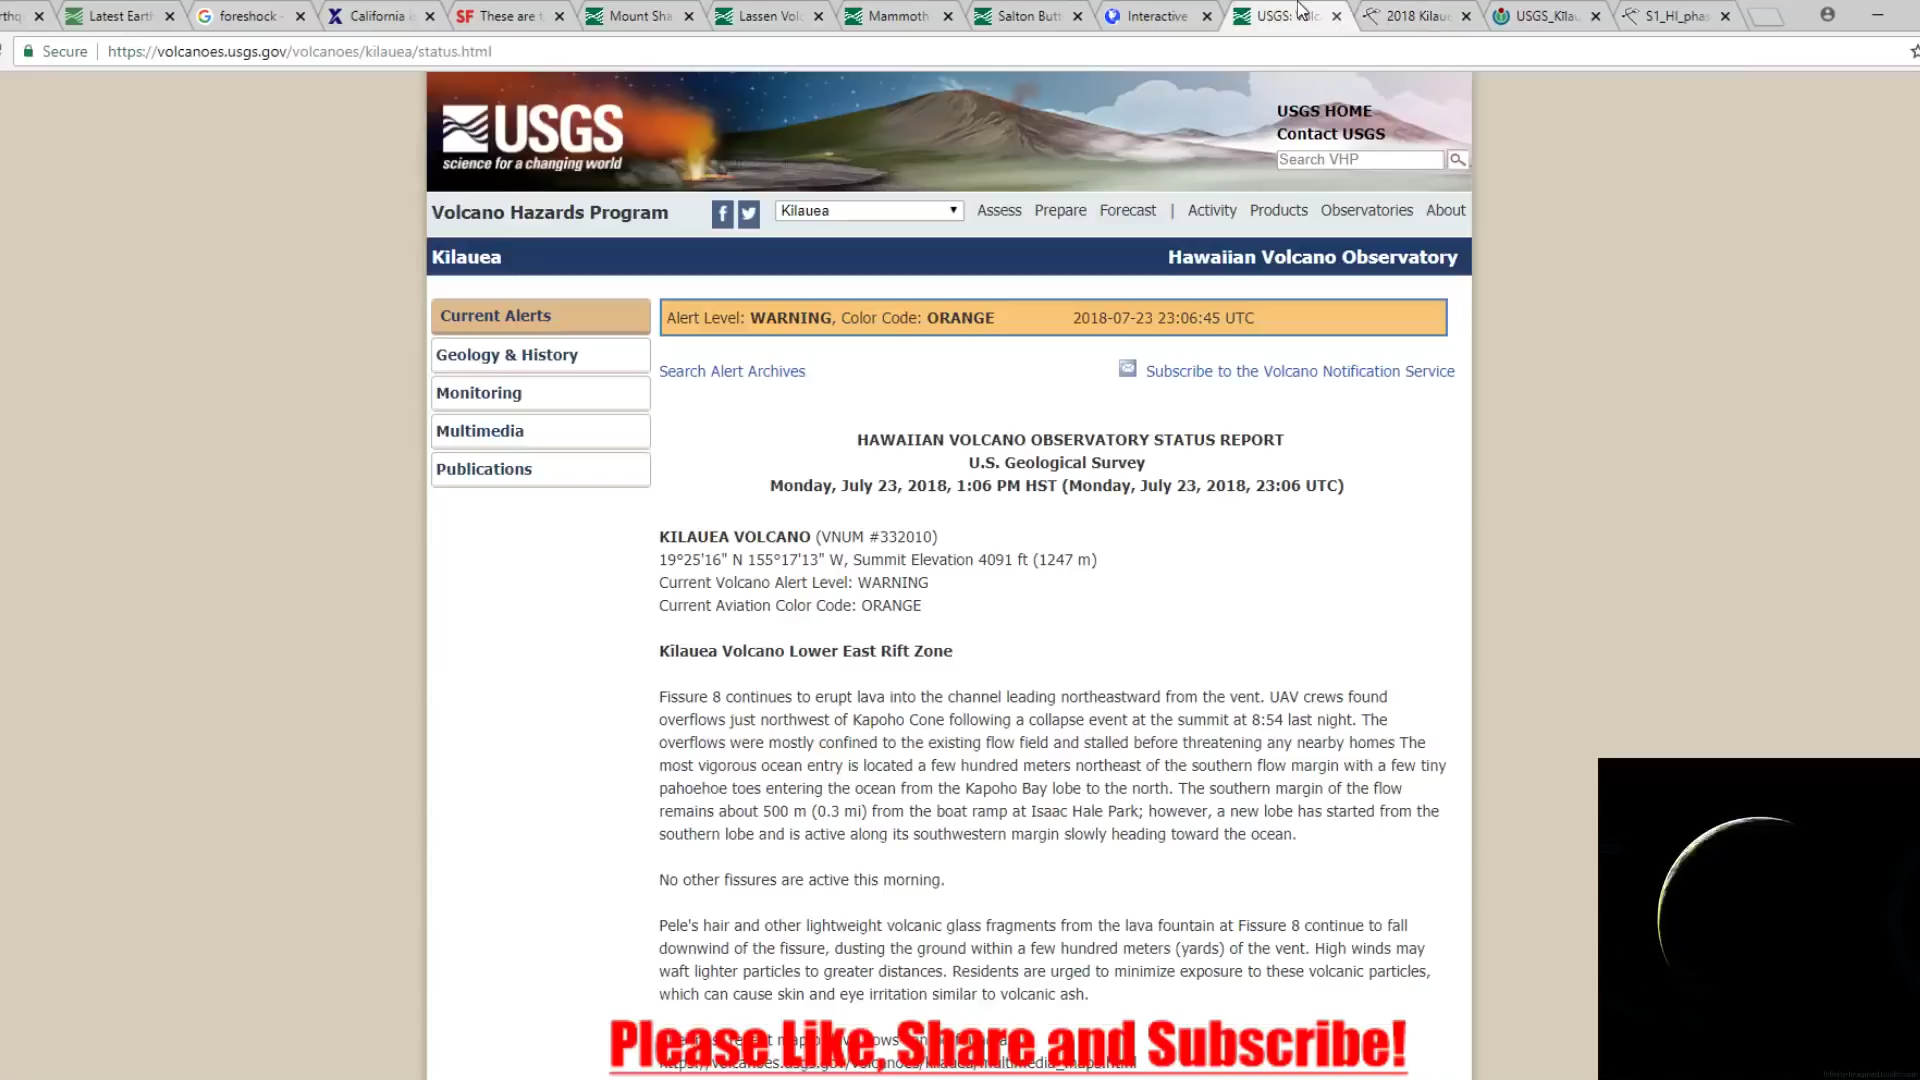 Latest Earth
foreshock
California i
SF These are t
Mount Sha
Lassen Vol
Mammoth
Salton Butt
Interactive
USGS:
2018 Kilaue
USGS_Kilau
S1_HI_phas
Secure https://volcanoes.usgs.gov/volcanoes/kilauea/status.html
USGS
science for a changing world
USGS HOME
Contact USGS
Search VHP
Volcano Hazards Program
Kilauea
Assess Prepare Forecast | Activity Products Observatories About
Kilauea
Hawaiian Volcano Observatory
Current Alerts
Geology & History
Monitoring
Multimedia
Publications
Alert Level: WARNING, Color Code: ORANGE 2018-07-23 23:06:45 UTC
Search Alert Archives
Subscribe to the Volcano Notification Service
HAWAIIAN VOLCANO OBSERVATORY STATUS REPORT
U.S. Geological Survey
Monday, July 23, 2018, 1:06 PM HST (Monday, July 23, 2018, 23:06 UTC)
KILAUEA VOLCANO (VNUM #332010)
19°25'16" N 155°17'13" W, Summit Elevation 4091 ft (1247 m)
Current Volcano Alert Level: WARNING
Current Aviation Color Code: ORANGE
Kīlauea Volcano Lower East Rift Zone
Fissure 8 continues to erupt lava into the channel leading northeastward from the vent. UAV crews found
overflows just northwest of Kapoho Cone following a collapse event at the summit at 8:54 last night. The
overflows were mostly confined to the existing flow field and stalled before threatening any nearby homes The
most vigorous ocean entry is located a few hundred meters northeast of the southern flow margin with a few tiny
pahoehoe toes entering the ocean from the Kapoho Bay lobe to the north. The southern margin of the flow
remains about 500 m (0.3 mi) from the boat ramp at Isaac Hale Park; however, a new lobe has started from the
southern lobe and is active along its southwestern margin slowly heading toward the ocean.
No other fissures are active this morning.
Pele's hair and other lightweight volcanic glass fragments from the lava fountain at Fissure 8 continue to fall
downwind of the fissure, dusting the ground within a few hundred meters (yards) of the vent. High winds may
waft lighter particles to greater distances. Residents are urged to minimize exposure to these volcanic particles,
which can cause skin and eye irritation similar to volcanic ash.
Please Like, Share and Subscribe!
https://volcanoes.usgs.gov/volcanoes/kilauea/multimedia_maps.html